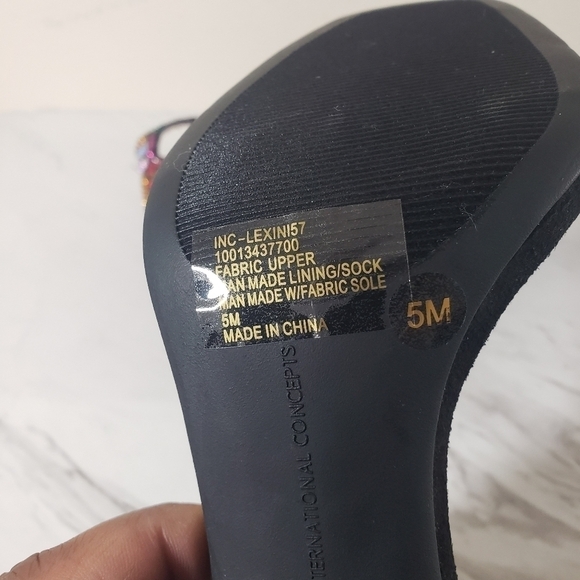 INC-LEXINI57
10013437700
FABRIC UPPER
MAN MADE LINING/SOCK
MAN MADE W/FABRIC SOLE
5M
MADE IN CHINA
5M
TERNATIONAL CONCEPTS